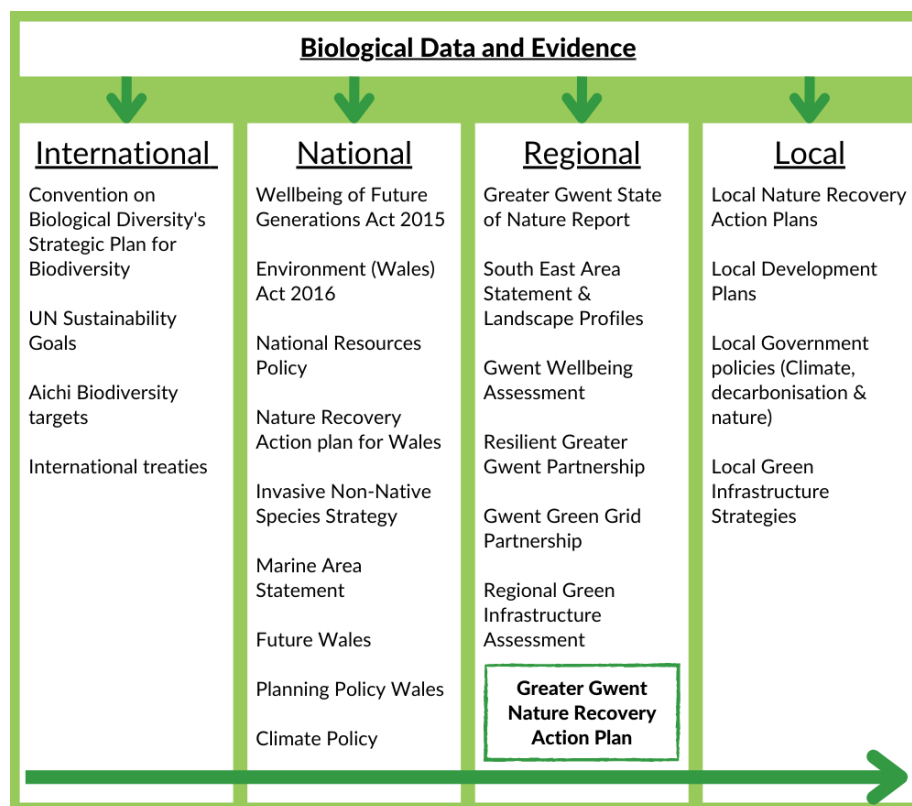 Biological Data and Evidence
International
Convention on
Biological Diversity's
Strategic Plan for
Biodiversity
UN Sustainability
Goals
Aichi Biodiversity
targets
International treaties
National
Wellbeing of Future
Generations Act 2015
Environment (Wales)
Act 2016
National Resources
Policy
Nature Recovery
Action plan for Wales
Invasive Non-Native
Species Strategy
Marine Area
Statement
Future Wales
Planning Policy Wales
Climate Policy
Regional
Greater Gwent State
of Nature Report
South East Area
Statement &
Landscape Profiles
Gwent Wellbeing
Assessment
Resilient Greater
Gwent Partnership
Gwent Green Grid
Partnership
Regional Green
Infrastructure
Assessment
Greater Gwent
Nature Recovery
Action Plan
Local
Local Nature Recovery
Action Plans
Local Development
Plans
Local Government
policies (Climate,
decarbonisation &
nature)
Local Green
Infrastructure
Strategies